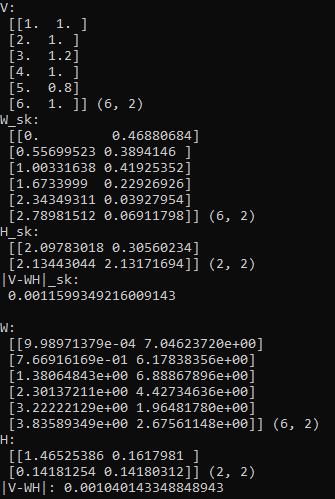 V:
[[1.  1. ]
[2.  1. ]
[3.  1.2]
[4.  1. ]
[5.  0.8]
[6.  1. ]] (6, 2)
W_sk:
[[0.         0.46880684]
[0.55699523 0.3894146 ]
[1.00331638 0.41925352]
[1.6733999  0.22926926]
[2.34349311 0.03927954]
[2.78981512 0.06911798]] (6, 2)
H_sk:
[[2.09783018 0.30560234]
[2.13443044 2.13171694]] (2, 2)
|V-WH|_sk:
0.0011599349216009143
W:
[[9.98971379e-04 7.04623720e+00]
[7.66916169e-01 6.17838356e+00]
[1.38064843e+00 6.88867896e+00]
[2.30137211e+00 4.42734636e+00]
[3.22222129e+00 1.96481780e+00]
[3.83589349e+00 2.67561148e+00]] (6, 2)
H:
[[1.46525386 0.1617981 ]
[0.14181254 0.14180312]] (2, 2)
|V-WH|: 0.001040143348848943